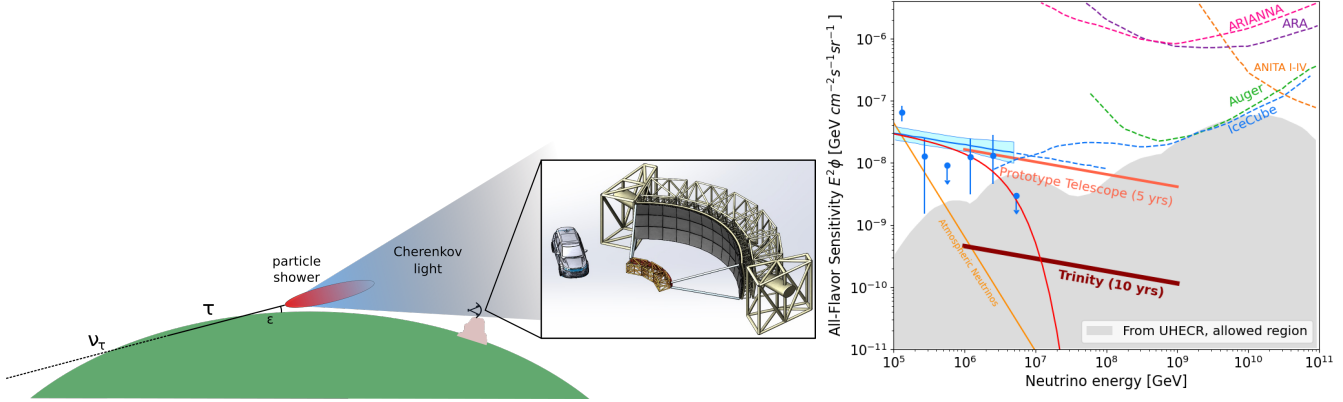 particle
shower
Cherenkov
light
τ
ε
ν_τ
All-Flavor Sensitivity E²ϕ [GeV cm⁻²s⁻¹sr⁻¹ ]
10⁻⁶
10⁻⁷
10⁻⁸
10⁻⁹
10⁻¹⁰
10⁻¹¹
ARIANNA
ARA
ANITA I-IV
Auger
IceCube
Prototype Telescope (5 yrs)
Atmospheric Neutrinos
Trinity (10 yrs)
From UHECR, allowed region
10⁵ 10⁶ 10⁷ 10⁸ 10⁹ 10¹⁰ 10¹¹
Neutrino energy [GeV]